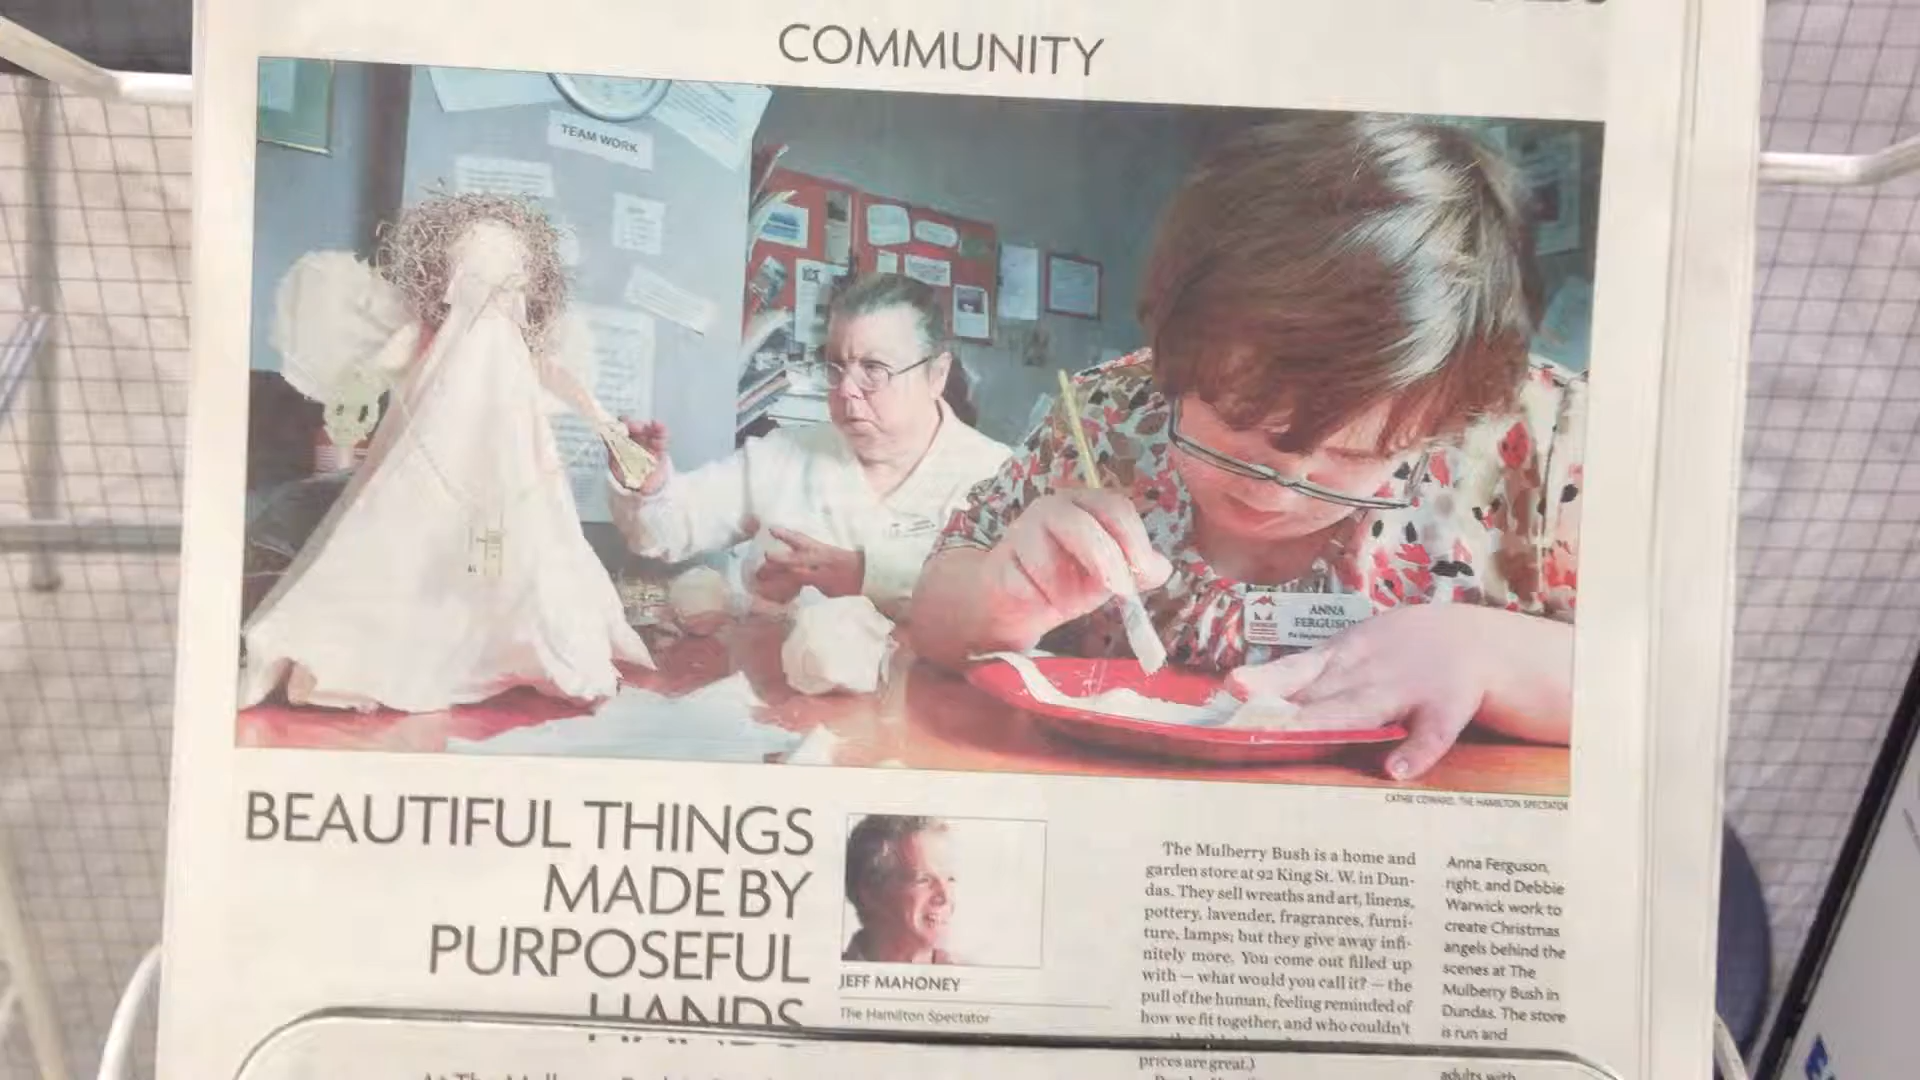 COMMUNITY
TEAM WORK
ANNA
FERGUSON
CATHIE COWARD, THE HAMILTON SPECTATOR
BEAUTIFUL THINGS
MADE BY
PURPOSEFUL
HANDS
JEFF MAHONEY
The Hamilton Spectator
The Mulberry Bush is a home and
garden store at 92 King St. W. in Dun-
das. They sell wreaths and art, linens,
pottery, lavender, fragrances, furni-
ture, lamps; but they give away infi-
nitely more. You come out filled up
with — what would you call it? — the
pull of the human, feeling reminded of
how we fit together, and who couldn't
prices are great.)
Anna Ferguson,
right, and Debbie
Warwick work to
create Christmas
angels behind the
scenes at The
Mulberry Bush in
Dundas. The store
is run and
adults with